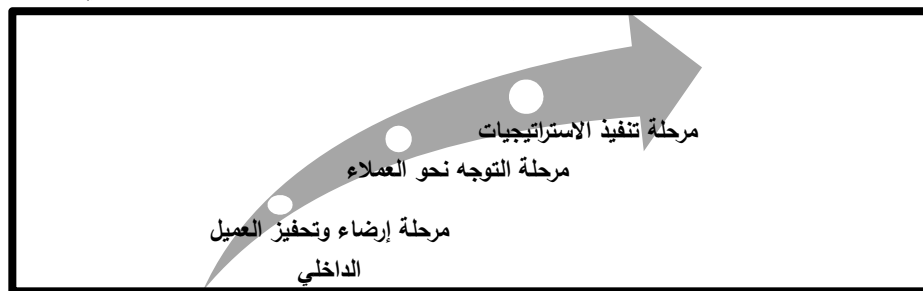 مرحلة تنفيذ الاستراتيجيات
مرحلة التوجه نحو العملاء
مرحلة إرضاء وتحفيز العميل
الداخلي